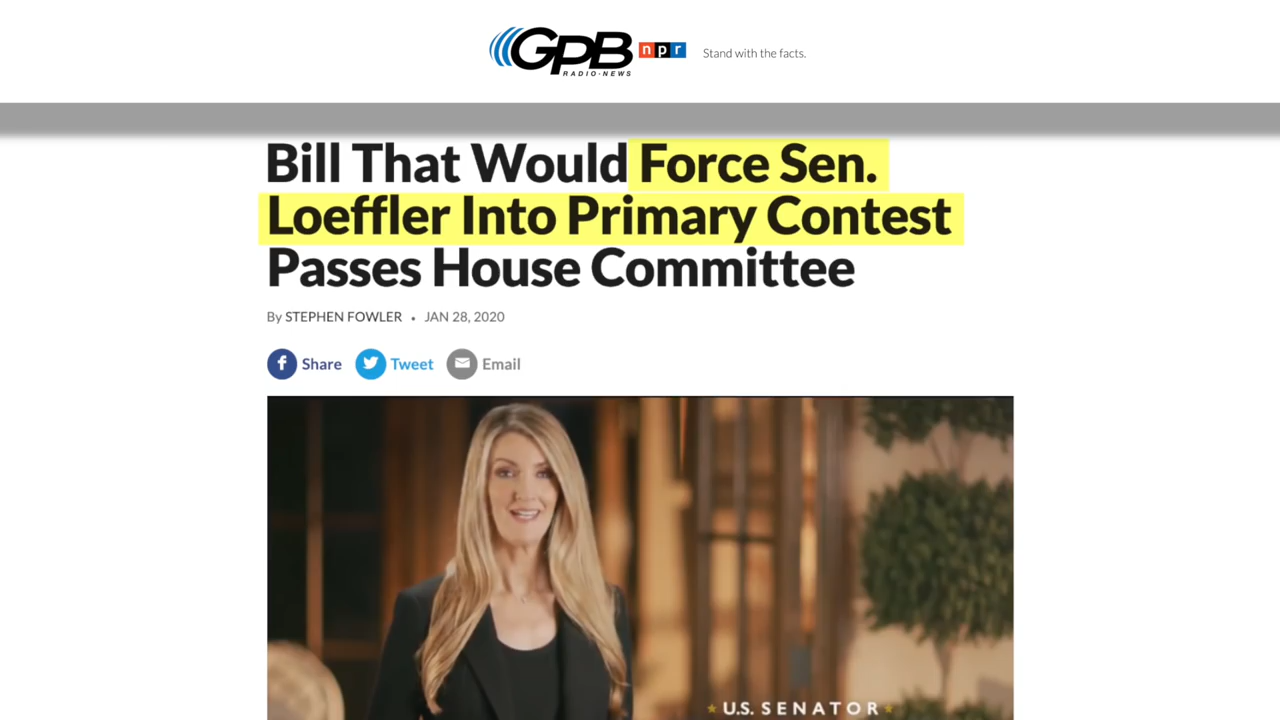 GPB
RADIO·NEWS
npr
Stand with the facts.
Bill That Would Force Sen.
Loeffler Into Primary Contest
Passes House Committee
By STEPHEN FOWLER • JAN 28, 2020
f Share Tweet Email
U.S. SENATOR